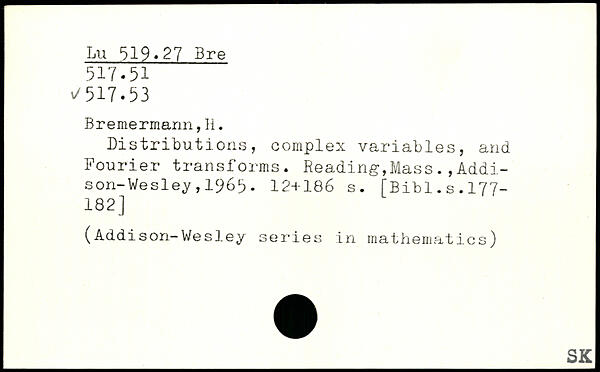 Lu 519.27 Bre
517.51
✓517.53
Bremermann,H.
Distributions, complex variables, and
Fourier transforms. Reading,Mass.,Addi-
son-Wesley,1965. 12+186 s. [Bibl.s.177-
182]
(Addison-Wesley series in mathematics)
SK